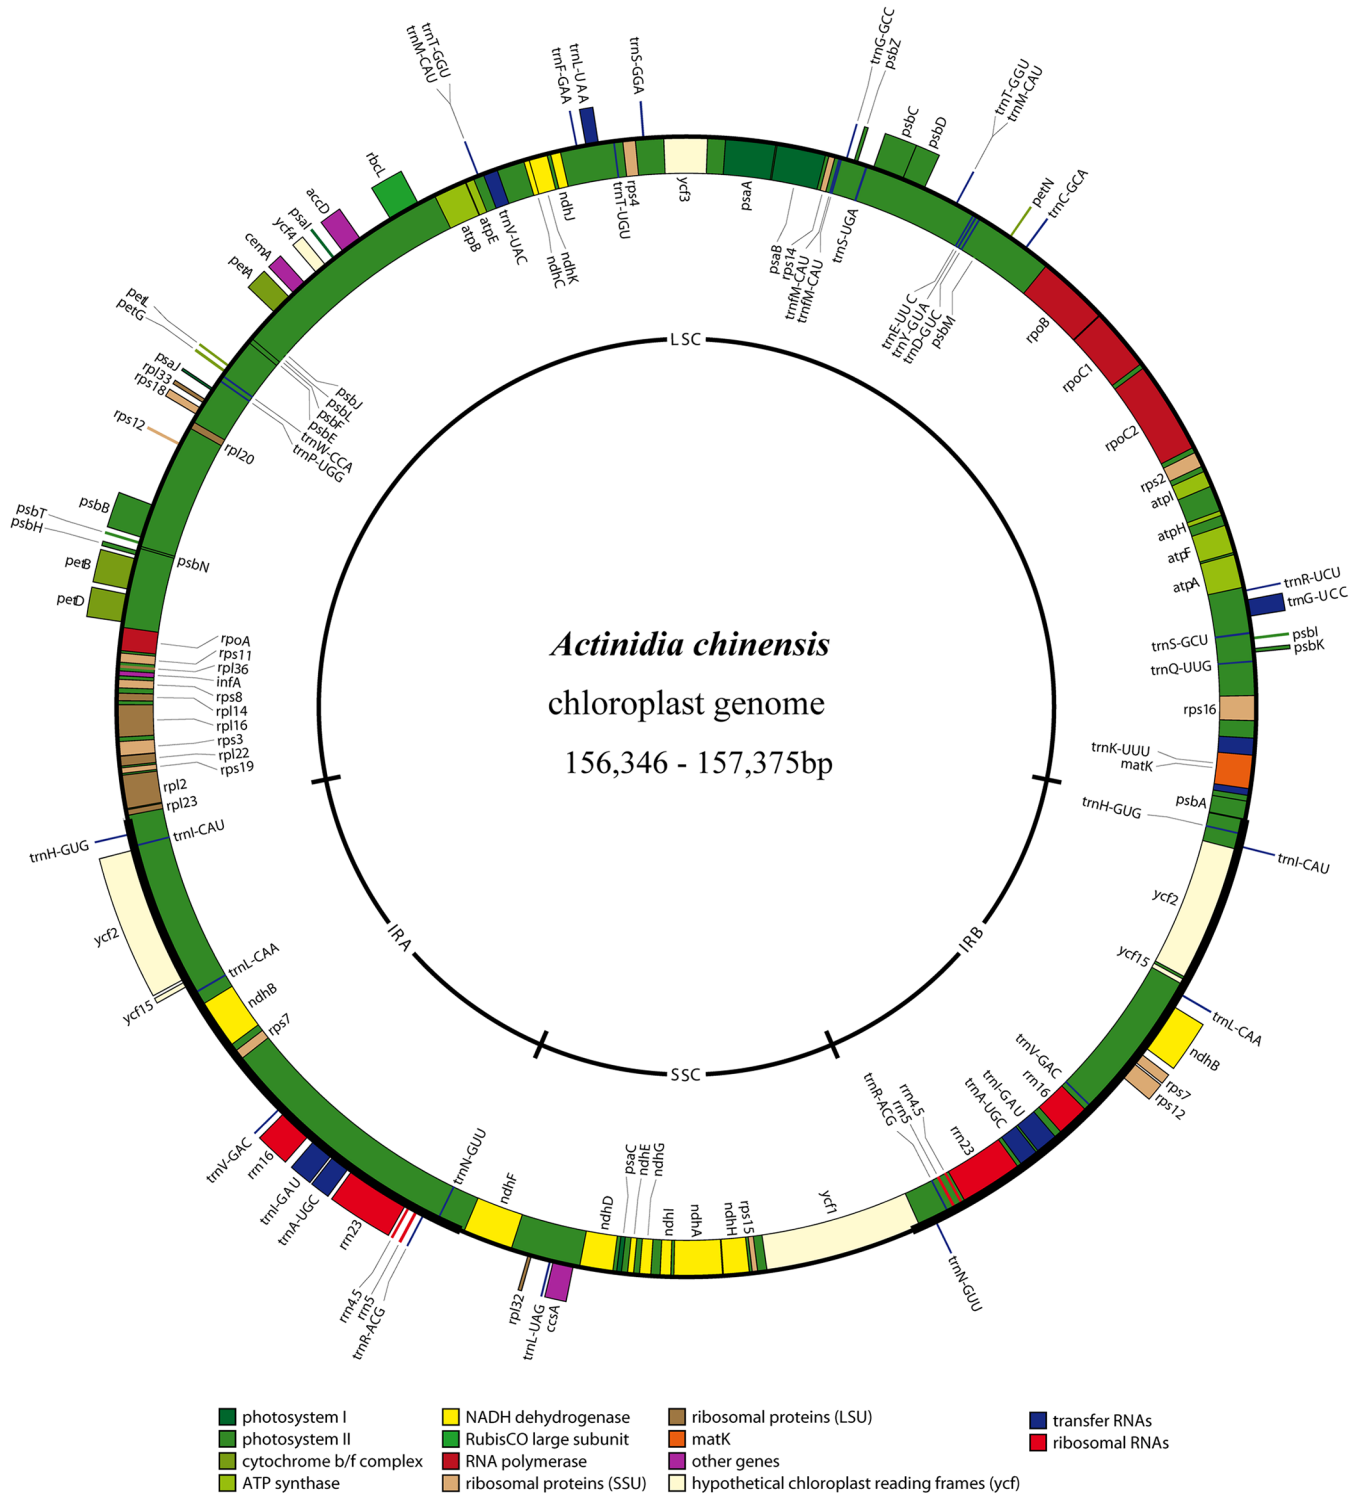 trnT-GGU
trnM-CAU
trnF-GAA
trnL-UAA
trnS-GGA
trnG-GCC
psbZ
psbC
psbD
trnT-GGU
trnM-CAU
petN
trnC-GCA
rbcL
accD
psaI
ycf4
cemA
petA
petL
petG
psaJ
rpl33
rps18
rps12
psbB
psbT
psbH
petB
petD
atpB
atpE
trnV-UAC
ndhC
ndhK
ndhJ
trnT-UGU
rps4
ycf3
psaA
psaB
rps14
trnfM-CAU
trnfM-CAU
trnS-UGA
trnE-UUC
trnY-GUA
trnD-GUC
psbM
rpoB
rpoC1
rpoC2
rps2
atpI
atpH
atpF
atpA
trnR-UCU
trnG-UCC
psbI
psbK
trnS-GCU
trnQ-UUG
rps16
trnK-UUU
matK
psbA
trnH-GUG
trnI-CAU
psbJ
psbL
psbF
psbE
trnW-CCA
trnP-UGG
rpl20
psbN
rpoA
rps11
rpl36
infA
rps8
rpl14
rpl16
rps3
rpl22
rps19
rpl2
rpl23
trnI-CAU
trnH-GUG
LSC
Actinidia chinensis
chloroplast genome
156,346 - 157,375bp
IRA
IRB
SSC
ycf2
ycf15
trnL-CAA
ndhB
rps7
trnV-GAC
rrn16
trnI-GAU
trnA-UGC
rrn23
rrn4.5
rrn5
trnR-ACG
trnN-GUU
ndhF
rpl32
trnL-UAG
ccsA
ndhD
psaC
ndhE
ndhG
ndhI
ndhA
ndhH
rps15
ycf1
trnN-GUU
trnR-ACG
rrn5
rrn4.5
rrn23
trnA-UGC
trnI-GAU
rrn16
trnV-GAC
rps12
rps7
ndhB
trnL-CAA
ycf15
ycf2
photosystem I
photosystem II
cytochrome b/f complex
ATP synthase
NADH dehydrogenase
RubisCO large subunit
RNA polymerase
ribosomal proteins (SSU)
ribosomal proteins (LSU)
matK
other genes
hypothetical chloroplast reading frames (ycf)
transfer RNAs
ribosomal RNAs